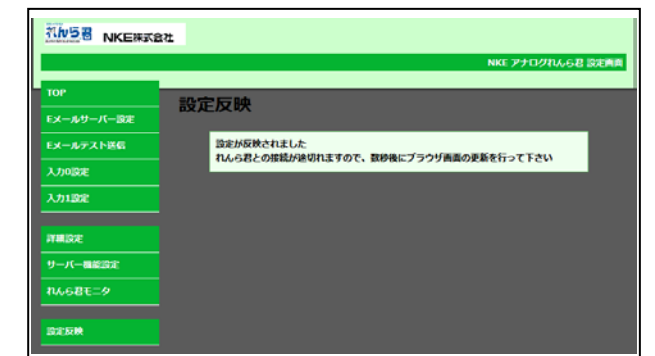 れんら君 NKE株式会社
NKE アナログれんら君 設定画面
TOP
Eメールサーバー設定
Eメールテスト送信
入力0設定
入力1設定
詳細設定
サーバー機能設定
れんら君モニタ
設定反映
設定反映
設定が反映されました
れんら君との接続が途切れますので、数秒後にブラウザ画面の更新を行って下さい